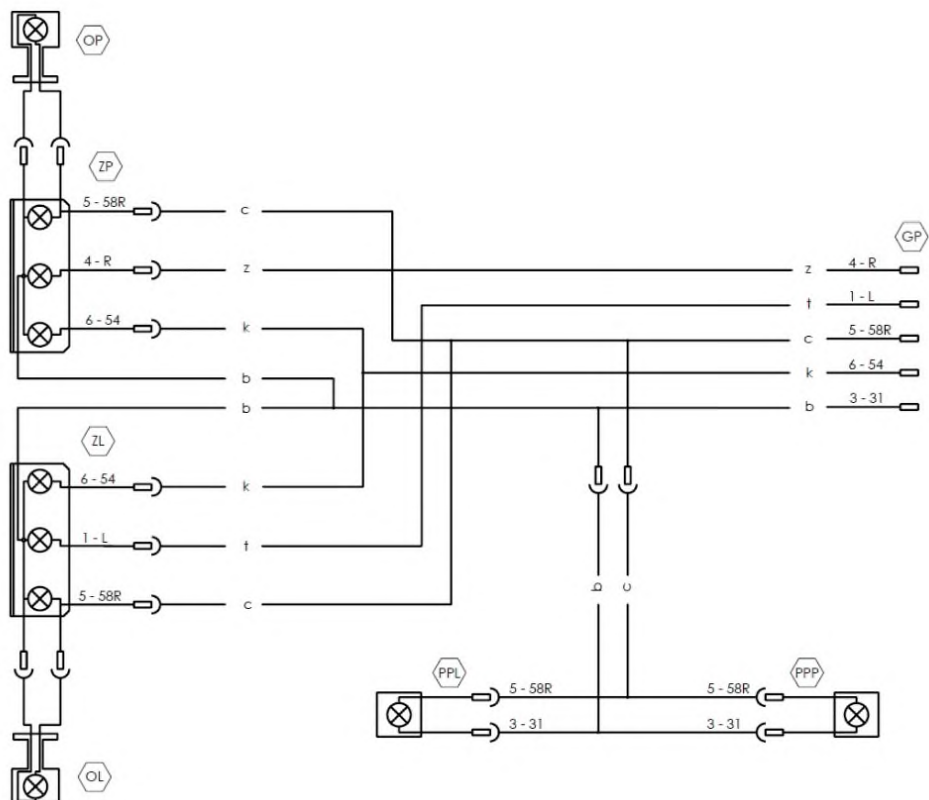 OP
ZP
5 - 58R c
GP
4 - R z z 4 - R
t 1 - L
6 - 54 k c 5 - 58R
k 6 - 54
b
b b 3 - 31
ZL
6 - 54 k
1 - L t
b c
5 - 58R c
PPL PPP
5 - 58R 5 - 58R
3 - 31 3 - 31
OL